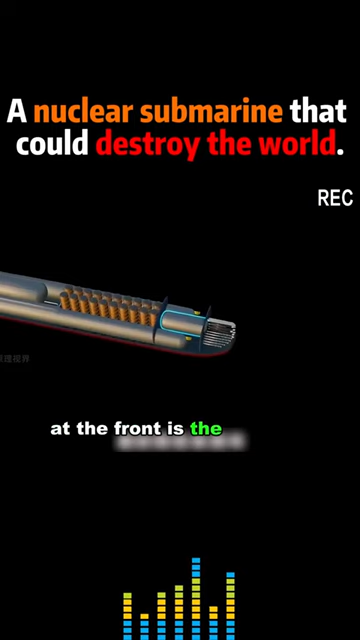 A nuclear submarine that
could destroy the world.
REC
at the front is the